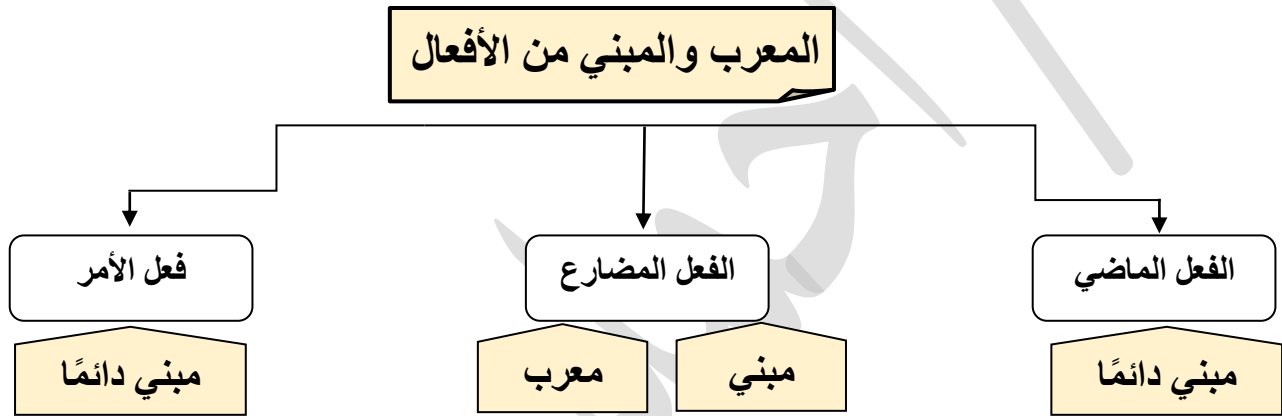 المعرب والمبني من الأفعال
الفعل الماضي
الفعل المضارع
فعل الأمر
مبني دائمًا
مبني
معرب
مبني دائمًا